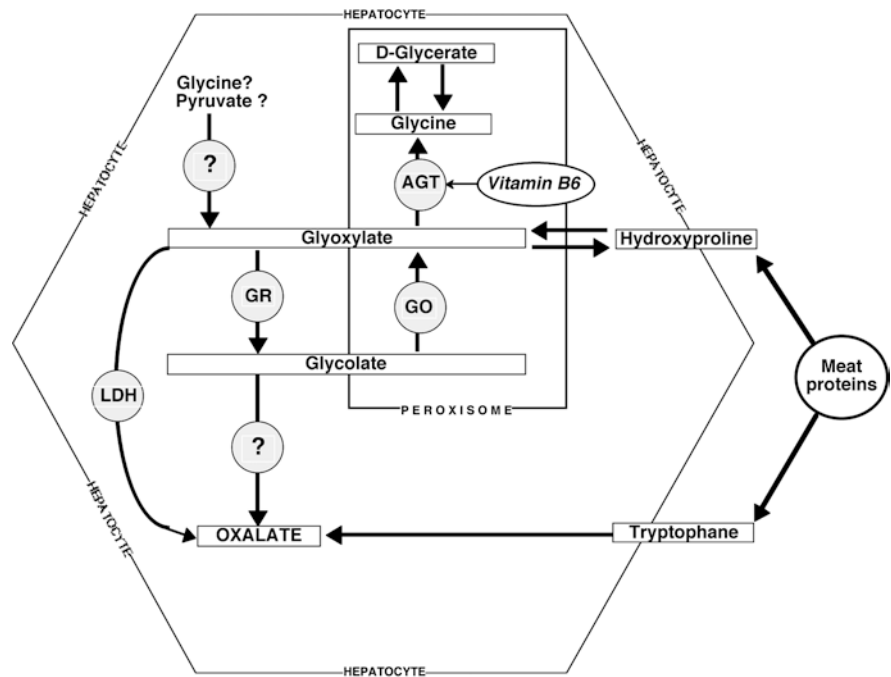 HEPATOCYTE
D-Glycerate
Glycine?
Pyruvate ?
Glycine
HEPATOCYTE
HEPATOCYTE
?
AGT
Vitamin B6
Glyoxylate
Hydroxyproline
GR
GO
Glycolate
Meat
proteins
LDH
PEROXISOME
?
HEPATOCYTE
OXALATE
Tryptophane
HEPATOCYTE